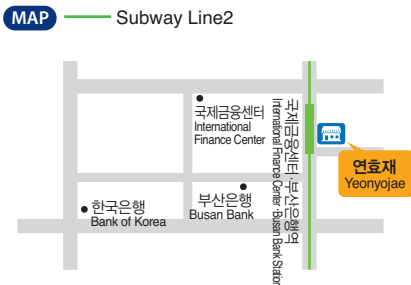 MAP
Subway Line2
국제금융센터
International
Finance Center
국제금융센터·부산은행역
International Finance Center ·Busan Bank Station
연효재
Yeonyojae
한국은행
Bank of Korea
부산은행
Busan Bank